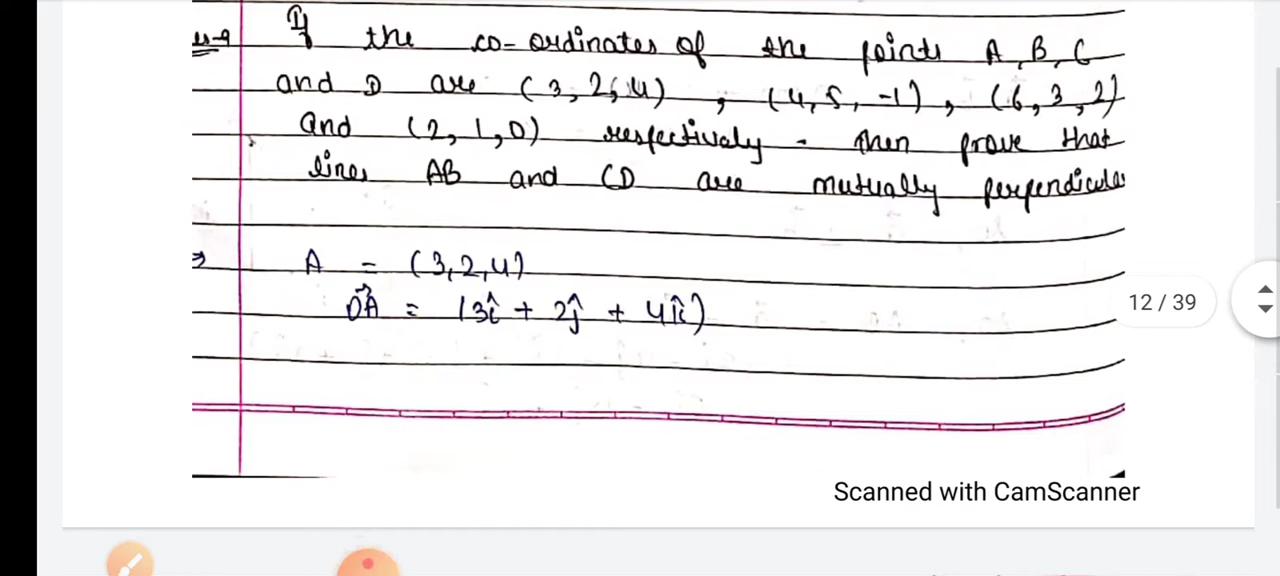 If the co-ordinates of the points A, B, C
and D are (3, 2, 4) , (4, 5, -1) , (6, 3, 2)
and (2, 1, 0) respectively . Then prove that
lines AB and CD are mutually perpendicular
A = (3, 2, 4)
OA = (3î + 2ĵ + 4k̂)
12 / 39
Scanned with CamScanner